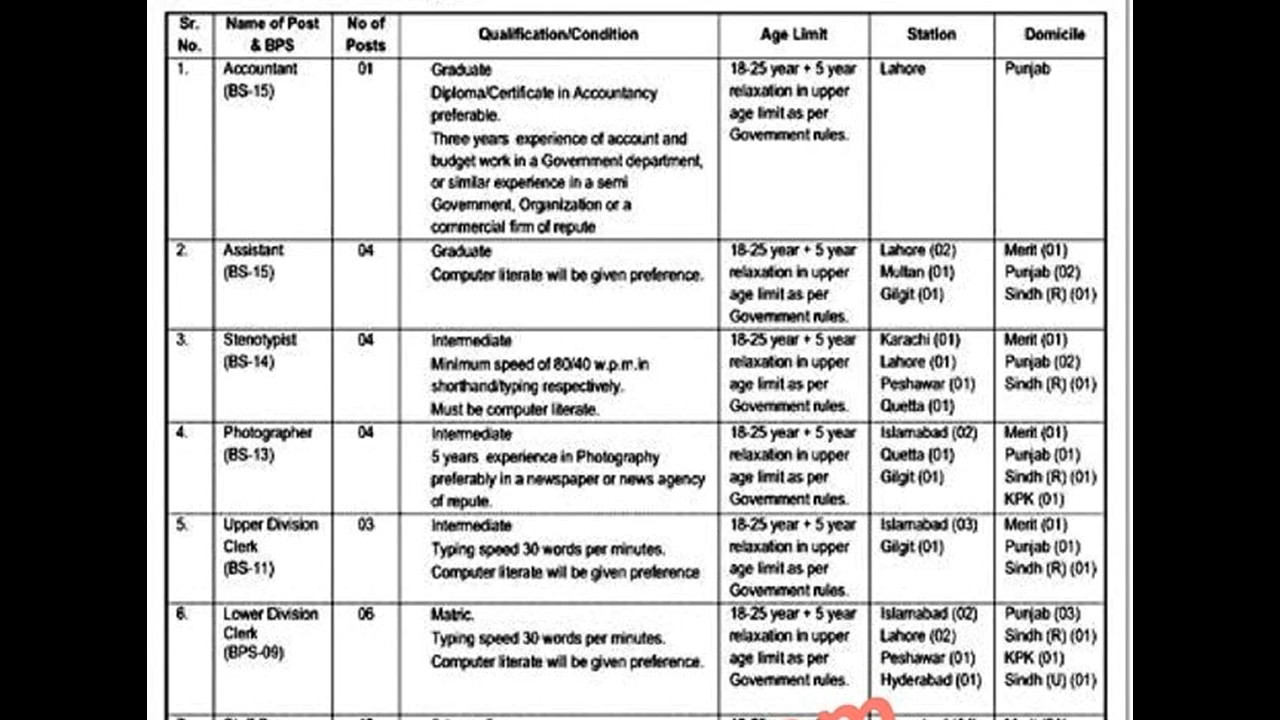 Sr. No.
Name of Post & BPS
No of Posts
Qualification/Condition
Age Limit
Station
Domicile
1.
Accountant
(BS-15)
01
Graduate
Diploma/Certificate in Accountancy
preferable.
Three years experience of account and
budget work in a Government department,
or similar experience in a semi
Government, Organization or a
commercial firm of repute
18-25 year + 5 year
relaxation in upper
age limit as per
Government rules.
Lahore
Punjab
2.
Assistant
(BS-15)
04
Graduate
Computer literate will be given preference.
18-25 year + 5 year
relaxation in upper
age limit as per
Government rules.
Lahore (02)
Multan (01)
Gilgit (01)
Merit (01)
Punjab (02)
Sindh (R) (01)
3.
Stenotypist
(BS-14)
04
Intermediate
Minimum speed of 80/40 w.p.m.in
shorthand/typing respectively.
Must be computer literate.
18-25 year + 5 year
relaxation in upper
age limit as per
Government rules.
Karachi (01)
Lahore (01)
Peshawar (01)
Quetta (01)
Merit (01)
Punjab (02)
Sindh (R) (01)
4.
Photographer
(BS-13)
04
Intermediate
5 years experience in Photography
preferably in a newspaper or news agency
of repute.
18-25 year + 5 year
relaxation in upper
age limit as per
Government rules.
Islamabad (02)
Quetta (01)
Gilgit (01)
Merit (01)
Punjab (01)
Sindh (R) (01)
KPK (01)
5.
Upper Division
Clerk
(BS-11)
03
Intermediate
Typing speed 30 words per minutes.
Computer literate will be given preference
18-25 year + 5 year
relaxation in upper
age limit as per
Government rules.
Islamabad (03)
Gilgit (01)
Merit (01)
Punjab (01)
Sindh (R) (01)
6.
Lower Division
Clerk
(BPS-09)
06
Matric.
Typing speed 30 words per minutes.
Computer literate will be given preference.
18-25 year + 5 year
relaxation in upper
age limit as per
Government rules.
Islamabad (02)
Lahore (02)
Peshawar (01)
Hyderabad (01)
Punjab (03)
Sindh (R) (01)
KPK (01)
Sindh (U) (01)